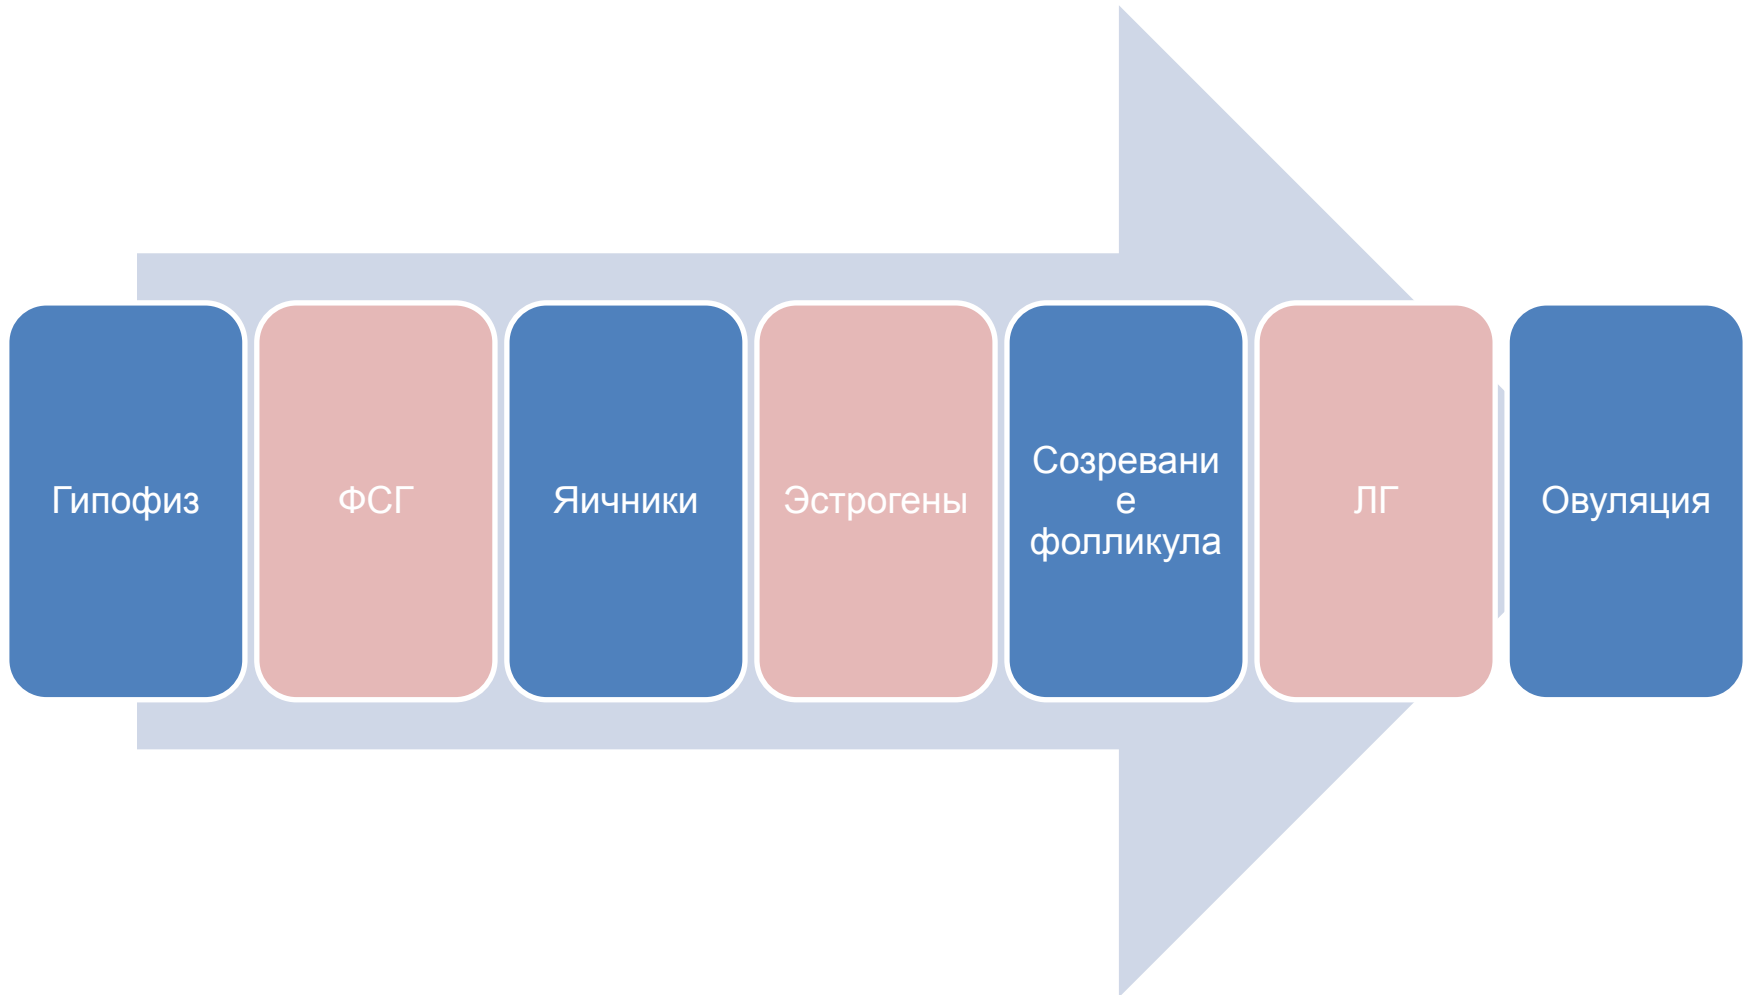 Гипофиз
ФСГ
Яичники
Эстрогены
Созревани
е
фолликула
ЛГ
Овуляция